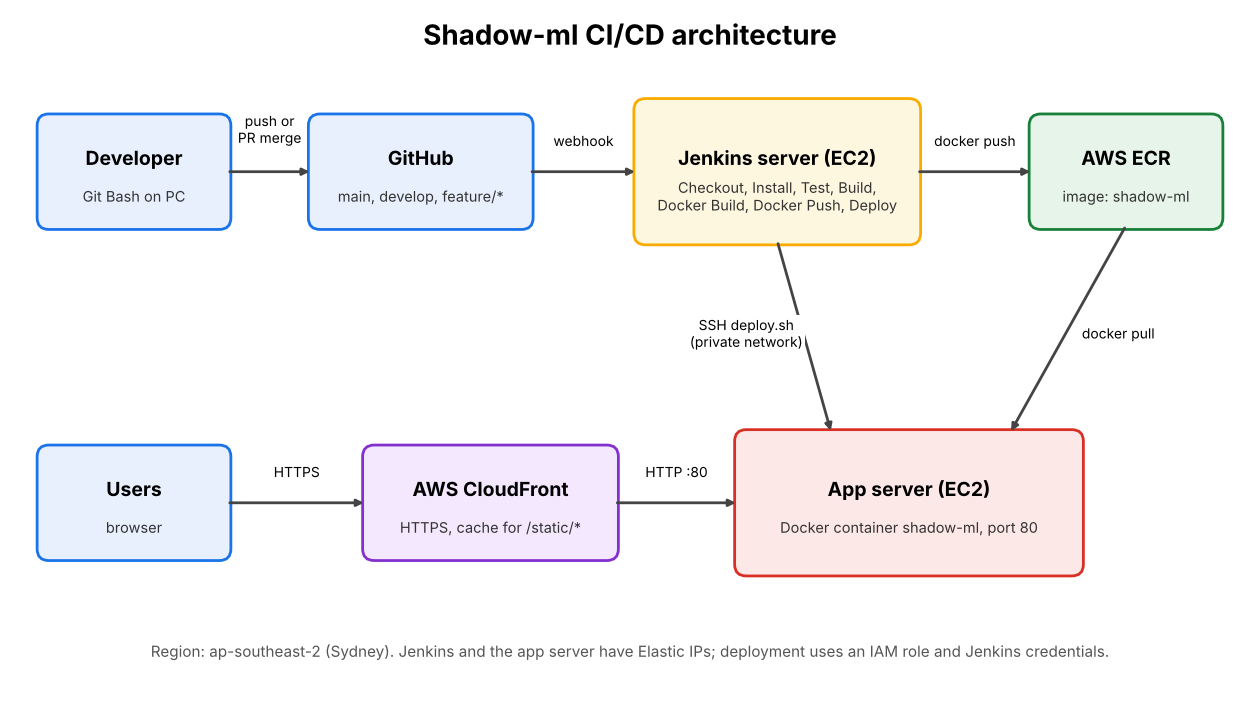 Shadow-ml CI/CD architecture
Developer
Git Bash on PC
push or
PR merge
GitHub
main, develop, feature/*
webhook
Jenkins server (EC2)
Checkout, Install, Test, Build,
Docker Build, Docker Push, Deploy
docker push
AWS ECR
image: shadow-ml
SSH deploy.sh
(private network)
docker pull
Users
browser
HTTPS
AWS CloudFront
HTTPS, cache for /static/*
HTTP :80
App server (EC2)
Docker container shadow-ml, port 80
Region: ap-southeast-2 (Sydney). Jenkins and the app server have Elastic IPs; deployment uses an IAM role and Jenkins credentials.